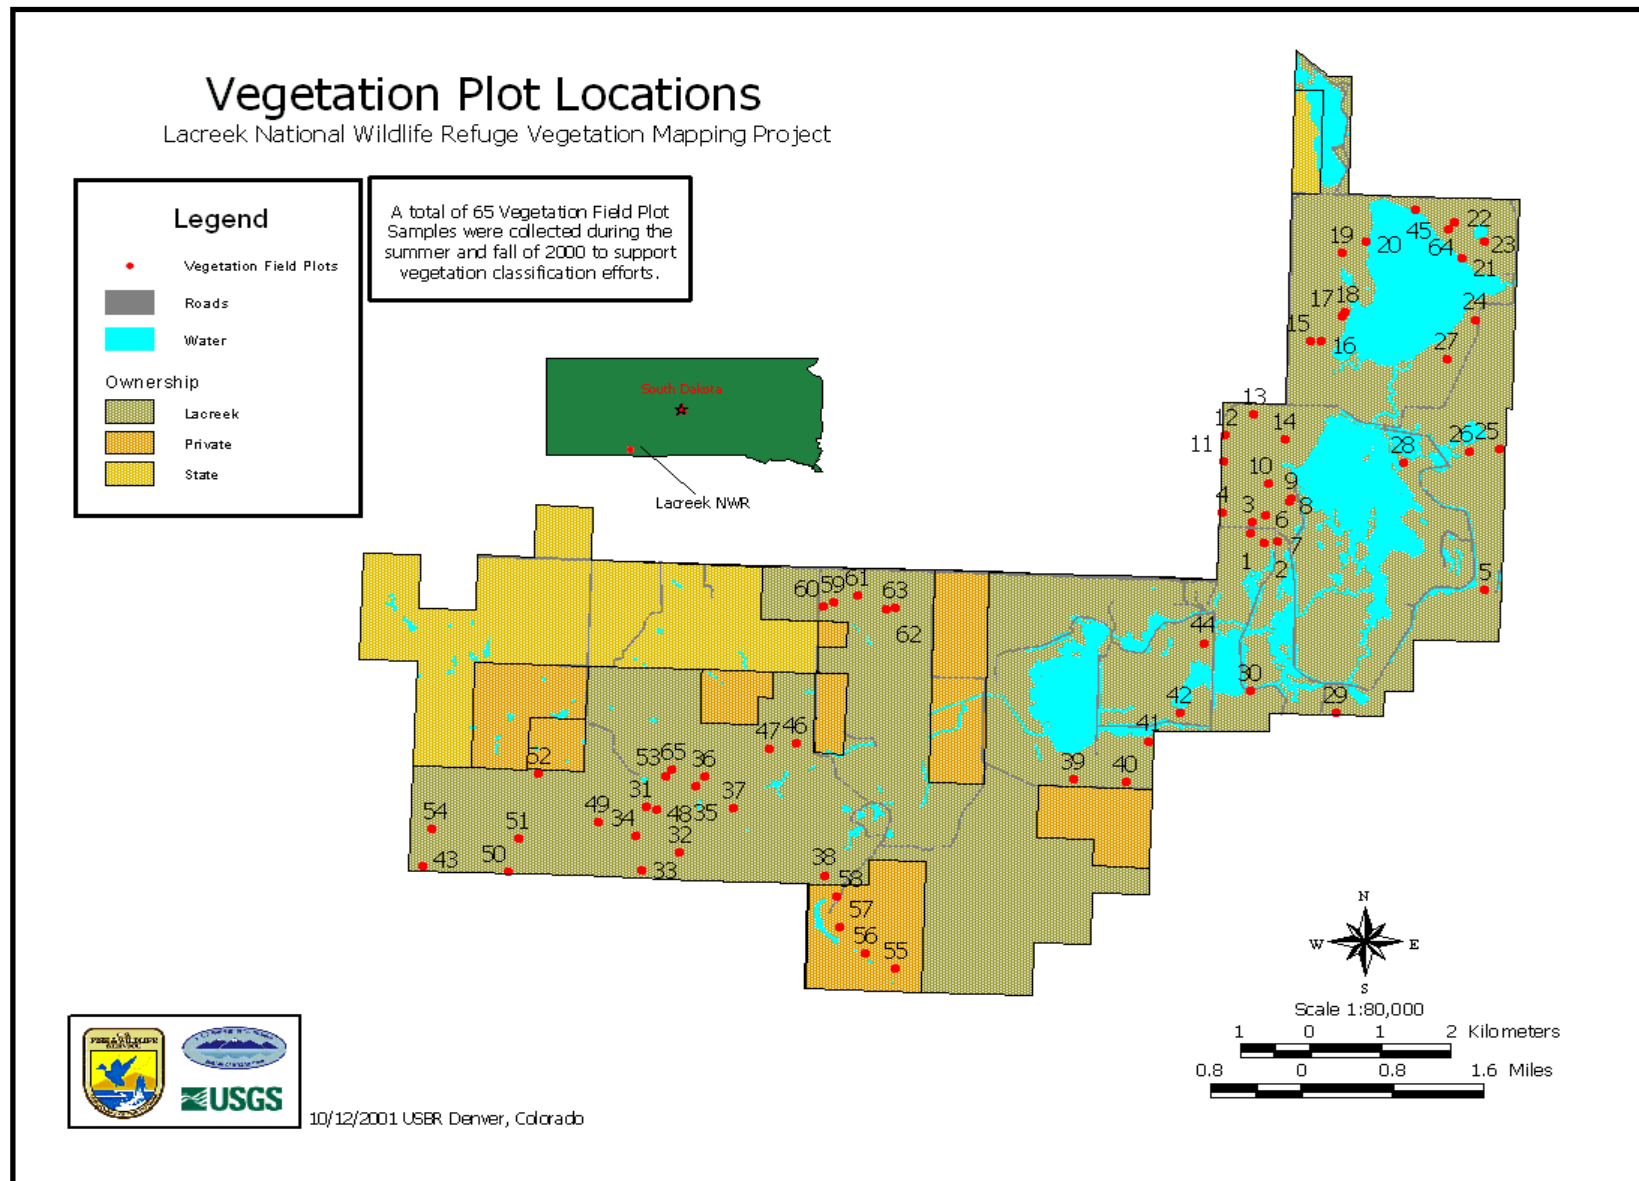 Vegetation Plot Locations
Lacreek National Wildlife Refuge Vegetation Mapping Project
Legend
Vegetation Field Plots
Roads
Water
Ownership
Lacreek
Private
State
A total of 65 Vegetation Field Plot
Samples were collected during the
summer and fall of 2000 to support
vegetation classification efforts.
South Dakota
Lacreek NWR
22
45
19
20
64
23
21
17
18
24
15
16
27
13
12
14
11
28
26
25
10
9
4
3
8
6
7
1
2
5
60
59
61
63
62
44
30
29
42
41
47
46
39
40
52
53
65
36
31
37
49
34
48
35
54
51
32
43
50
33
38
58
57
56
55
N
W
E
S
Scale 1:80,000
1 0 1 2 Kilometers
0.8 0 0.8 1.6 Miles
FISH & WILDLIFE
SERVICE
USGS
10/12/2001 USBR Denver, Colorado